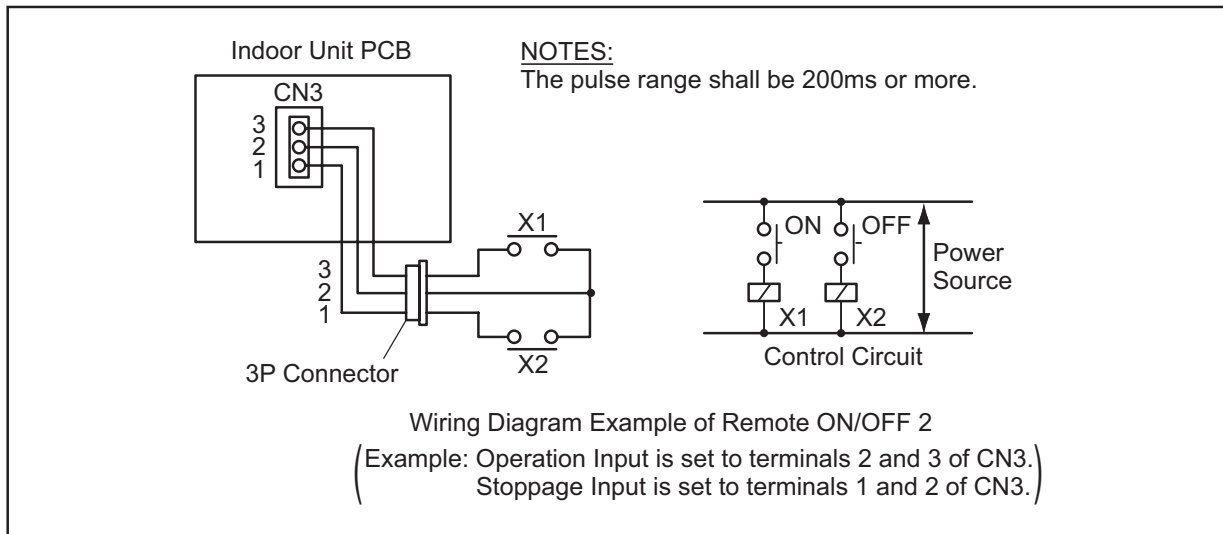 Indoor Unit PCB
NOTES:
The pulse range shall be 200ms or more.
CN3
3
2
1
X1
3
2
1
X2
3P Connector
ON
OFF
Power
Source
X1
X2
Control Circuit
Wiring Diagram Example of Remote ON/OFF 2
(Example: Operation Input is set to terminals 2 and 3 of CN3.
Stoppage Input is set to terminals 1 and 2 of CN3.)